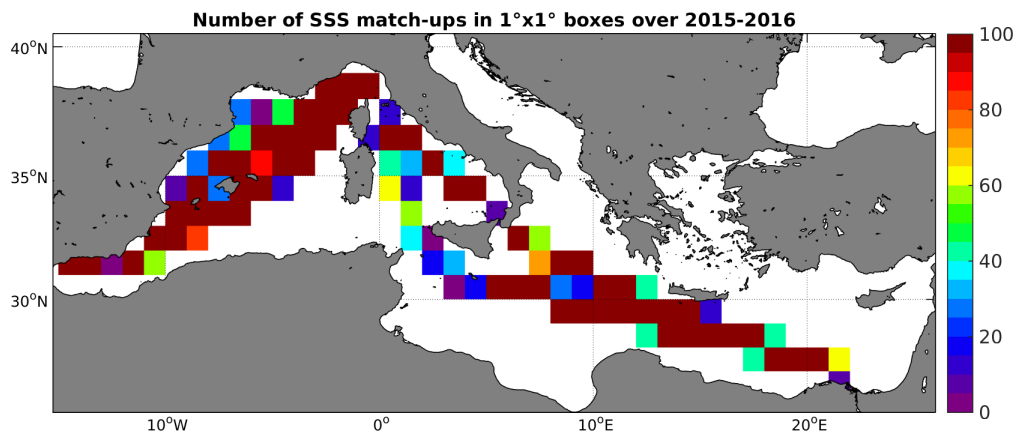 Number of SSS match-ups in 1°x1° boxes over 2015-2016
40°N
35°N
30°N
10°W
0°
10°E
20°E
100
80
60
40
20
0